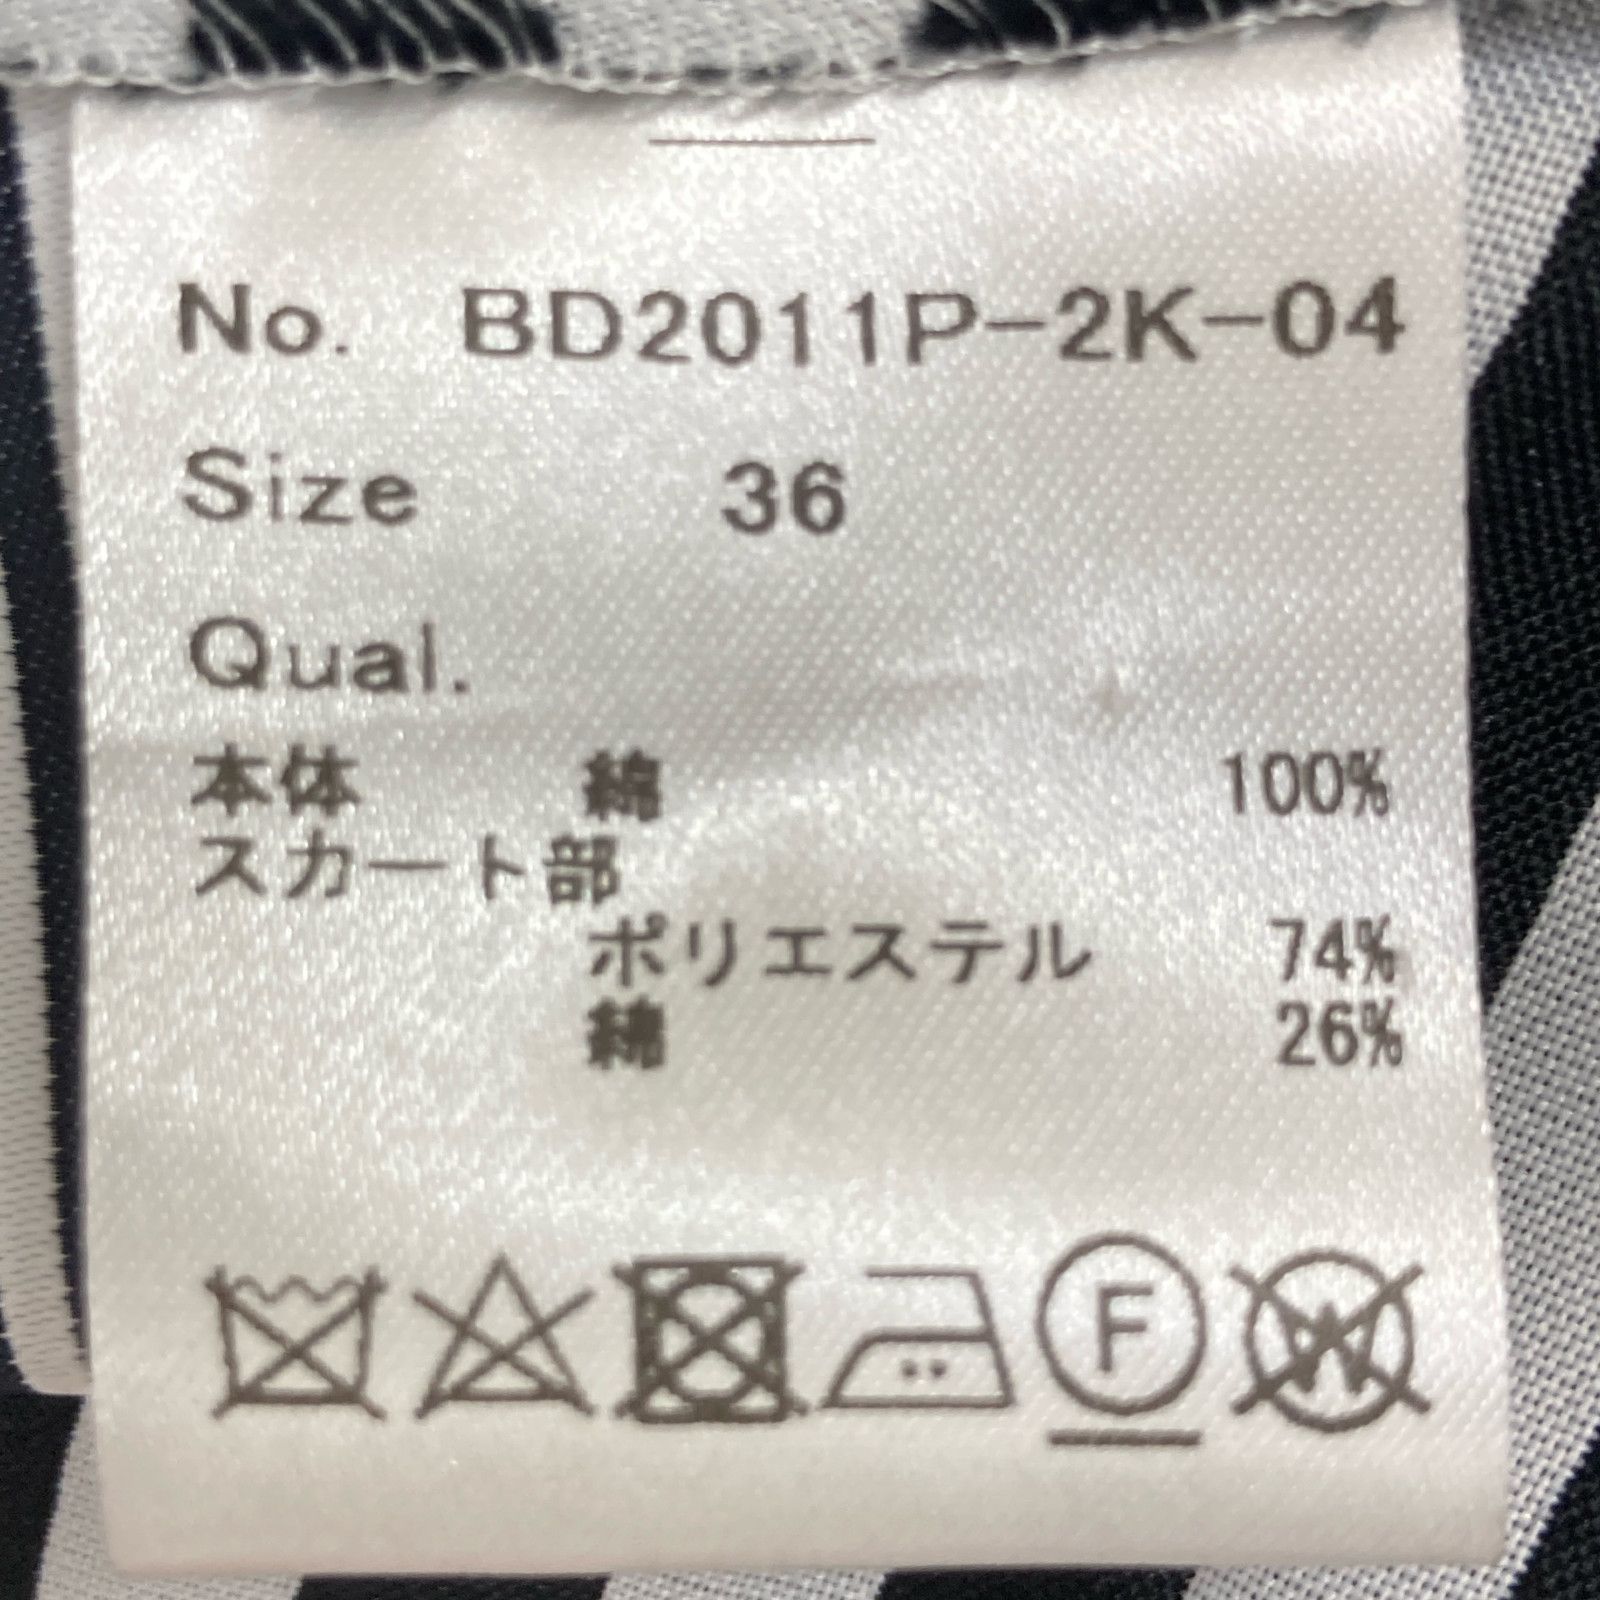 No. BD2011P-2K-04
Size 36
Qual.
本体 綿 100%
スカート部
ポリエステル 74%
綿 26%
F
W